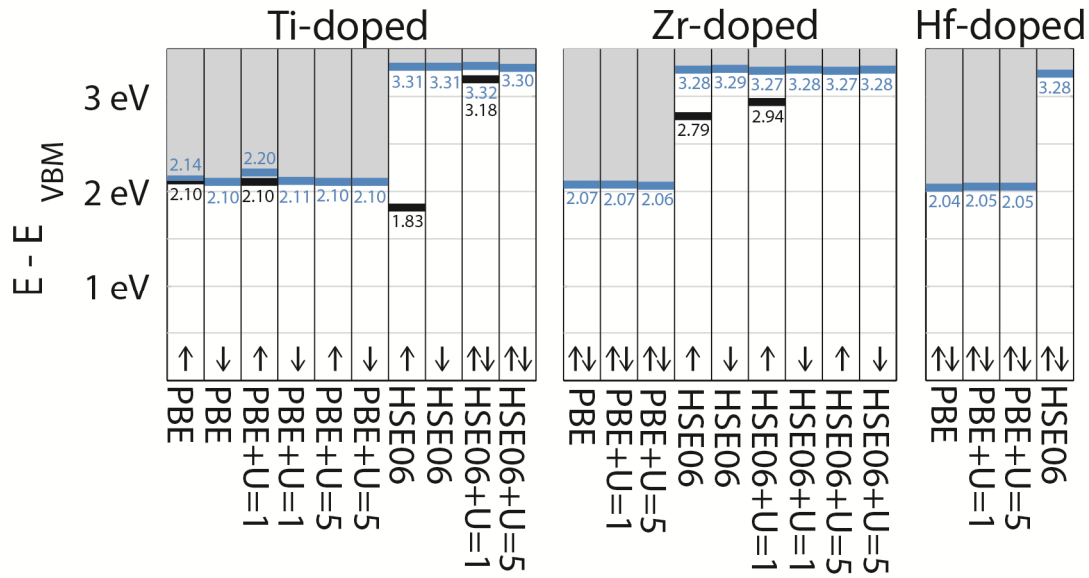 Ti-doped
Zr-doped
Hf-doped
E - E VBM
3 eV
2 eV
1 eV
2.14
2.10
2.10
2.20
2.10
2.11
2.10
2.10
3.31
1.83
3.31
3.32
3.18
3.30
2.07
2.07
2.06
3.28
2.79
3.29
3.27
2.94
3.28
3.27
3.28
2.04
2.05
2.05
3.28
↑ ↓ ↑ ↓ ↑ ↓ ↑ ↓ ↑↓ ↑↓
↑↓ ↑↓ ↑↓ ↑ ↓ ↑ ↓ ↑ ↓
↑↓ ↑↓ ↑↓ ↑↓
PBE
PBE
PBE+U=1
PBE+U=1
PBE+U=5
PBE+U=5
HSE06
HSE06
HSE06+U=1
HSE06+U=5
PBE
PBE+U=1
PBE+U=5
HSE06
HSE06
HSE06+U=1
HSE06+U=1
HSE06+U=5
HSE06+U=5
PBE
PBE+U=1
PBE+U=5
HSE06